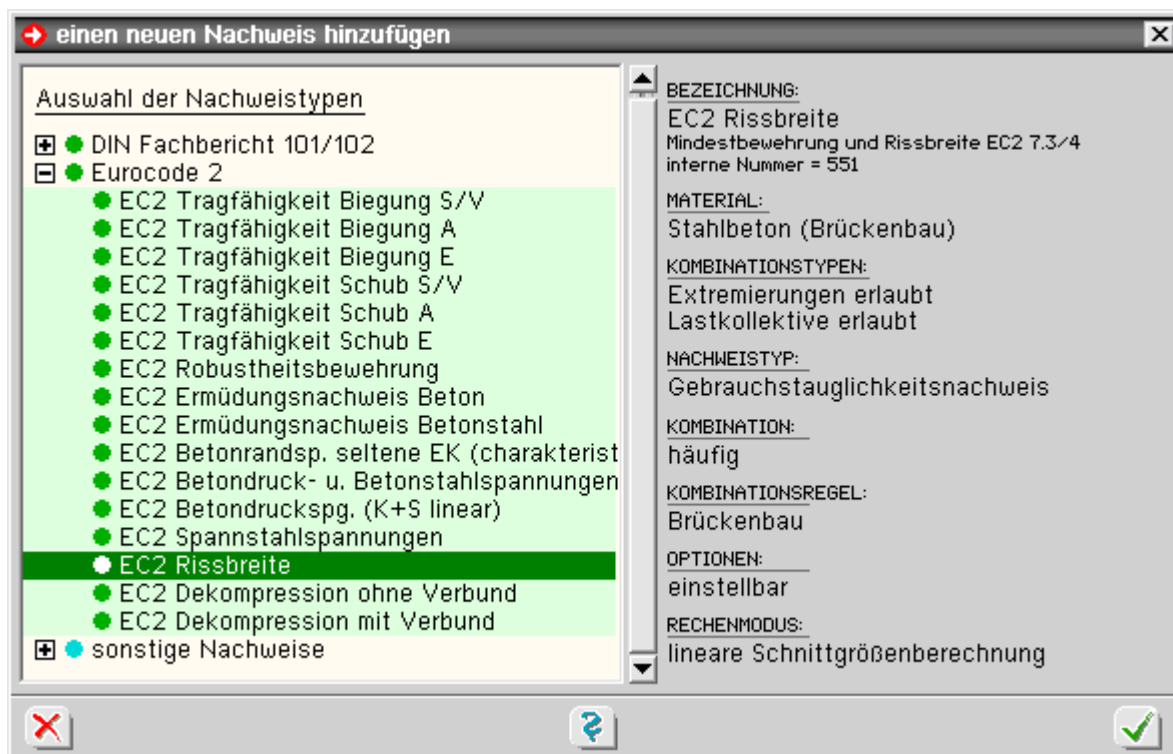 einen neuen Nachweis hinzufügen
Auswahl der Nachweistypen
DIN Fachbericht 101/102
Eurocode 2
EC2 Tragfähigkeit Biegung S/V
EC2 Tragfähigkeit Biegung A
EC2 Tragfähigkeit Biegung E
EC2 Tragfähigkeit Schub S/V
EC2 Tragfähigkeit Schub A
EC2 Tragfähigkeit Schub E
EC2 Robustheitsbewehrung
EC2 Ermüdungsnachweis Beton
EC2 Ermüdungsnachweis Betonstahl
EC2 Betonrandsp. seltene EK (charakterist
EC2 Betondruck- u. Betonstahlspannungen
EC2 Betondruckspg. (K+S linear)
EC2 Spannstahlspannungen
EC2 Rissbreite
EC2 Dekompression ohne Verbund
EC2 Dekompression mit Verbund
sonstige Nachweise
BEZEICHNUNG:
EC2 Rissbreite
Mindestbewehrung und Rissbreite EC2 7.3/4
interne Nummer = 551
MATERIAL:
Stahlbeton (Brückenbau)
KOMBINATIONSTYPEN:
Extremierungen erlaubt
Lastkollektive erlaubt
NACHWEISTYP:
Gebrauchstauglichkeitsnachweis
KOMBINATION:
häufig
KOMBINATIONSREGEL:
Brückenbau
OPTIONEN:
einstellbar
RECHENMODUS:
lineare Schnittgrößenberechnung